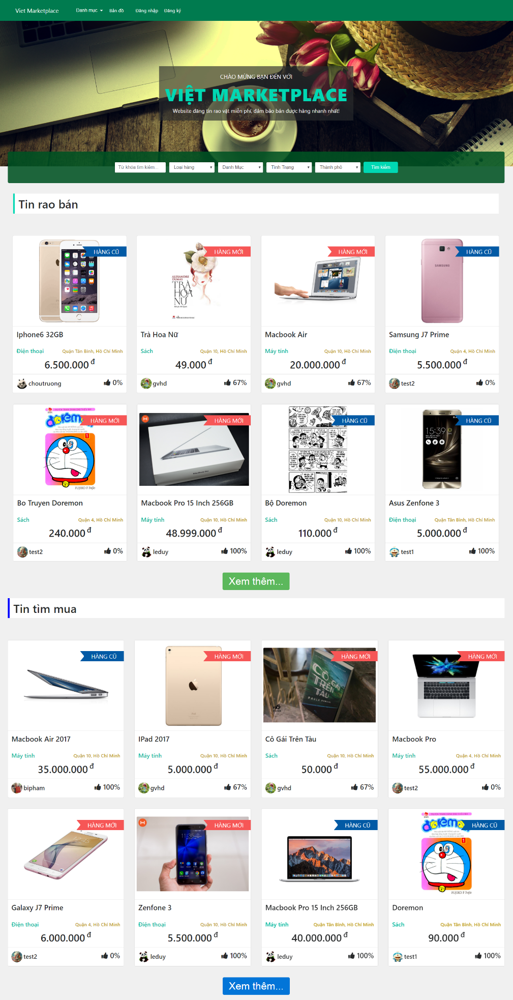 Viet Marketplace
Danh mục
Bản đồ
Đăng nhập
Đăng ký
CHÀO MỪNG BẠN ĐẾN VỚI
VIỆT MARKETPLACE
Website đăng tin rao vặt miễn phí, đảm bảo bán được hàng nhanh nhất!
Từ khóa tìm kiếm...
Loại hàng
Danh Mục
Tình Trạng
Thành phố
Tìm kiếm
Tin rao bán
HÀNG CŨ
Iphone6 32GB
Điện thoại
Quận Tân Bình, Hồ Chí Minh
6.500.000 đ
choutruong
0%
HÀNG MỚI
ALEXANDRE
DUMAS
TRÀ
HOA
NỮ
Trà Hoa Nữ
Sách
Quận 10, Hồ Chí Minh
49.000 đ
gvhd
67%
HÀNG MỚI
Macbook Air
Máy tính
Quận 10, Hồ Chí Minh
20.000.000 đ
gvhd
67%
HÀNG CŨ
SAMSUNG
Samsung J7 Prime
Điện thoại
Quận 4, Hồ Chí Minh
5.500.000 đ
test2
0%
HÀNG MỚI
1
FUJIKO F Fujio
Bo Truyen Doremon
Sách
Quận 4, Hồ Chí Minh
240.000 đ
test2
0%
HÀNG MỚI
Macbook Pro 15 Inch 256GB
Máy tính
Quận 10, Hồ Chí Minh
48.999.000 đ
leduy
100%
HÀNG CŨ
Bộ Doremon
Sách
Quận 10, Hồ Chí Minh
110.000 đ
leduy
100%
HÀNG CŨ
15:39
Asus Zenfone 3
Điện thoại
Quận Tân Bình, Hồ Chí Minh
5.000.000 đ
test1
100%
Xem thêm...
Tin tìm mua
HÀNG CŨ
Macbook Air 2017
Máy tính
Quận 10, Hồ Chí Minh
35.000.000 đ
bipham
100%
HÀNG MỚI
iPad
IPad 2017
Máy tính
Quận 10, Hồ Chí Minh
5.000.000 đ
gvhd
67%
HÀNG MỚI
CÔ GÁI
TRÊN
TÀU
PAULA HAWKINS
Cô Gái Trên Tàu
Sách
Quận 10, Hồ Chí Minh
50.000 đ
gvhd
67%
HÀNG MỚI
Macbook Pro
Máy tính
Quận 4, Hồ Chí Minh
55.000.000 đ
test2
0%
HÀNG MỚI
Galaxy J7 Prime
Điện thoại
Quận 4, Hồ Chí Minh
6.000.000 đ
test2
0%
HÀNG MỚI
Zenfone 3
Điện thoại
Quận 10, Hồ Chí Minh
5.500.000 đ
leduy
100%
HÀNG CŨ
Macbook Pro 15 Inch 256GB
Máy tính
Quận Tân Bình, Hồ Chí Minh
40.000.000 đ
leduy
100%
HÀNG CŨ
1
FUJIKO F Fujio
Doremon
Sách
Quận Tân Bình, Hồ Chí Minh
90.000 đ
test1
100%
Xem thêm...